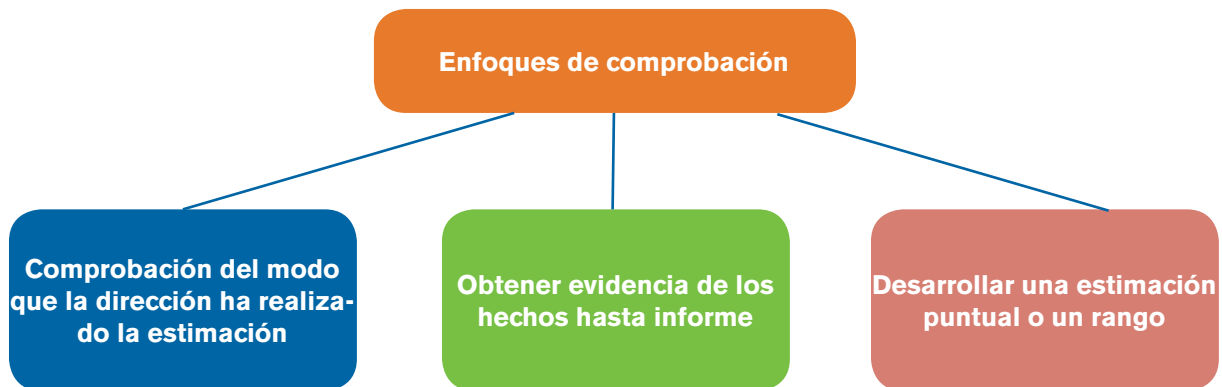 Enfoques de comprobación
Comprobación del modo
que la dirección ha realiza-
do la estimación
Obtener evidencia de los
hechos hasta informe
Desarrollar una estimación
puntual o un rango